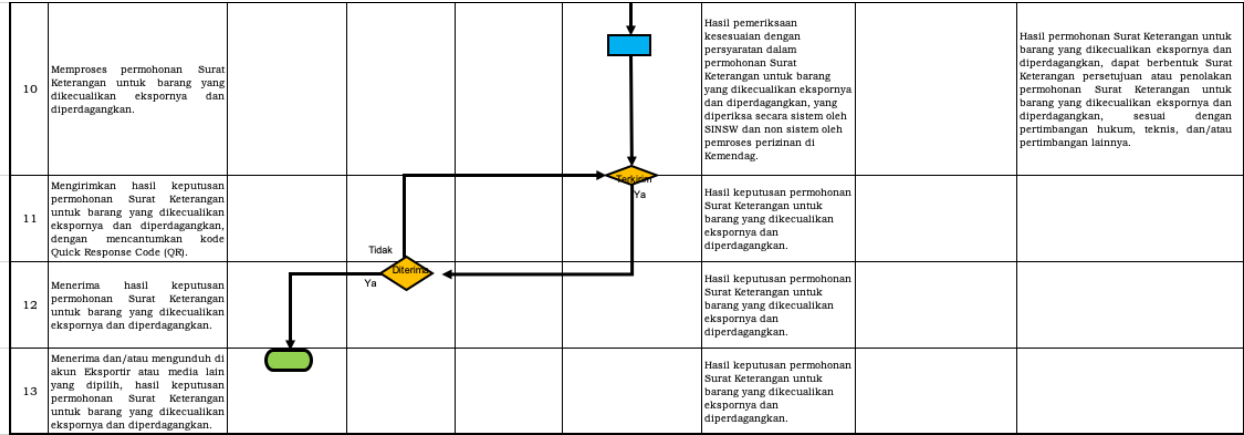 10
Memproses permohonan Surat
Keterangan untuk barang yang
dikecualikan ekspornya dan
diperdagangkan.
Hasil pemeriksaan
kesesuaian dengan
persyaratan dalam
permohonan Surat
Keterangan untuk barang
yang dikecualikan ekspornya
dan diperdagangkan, yang
diperiksa secara sistem oleh
SINSW dan non sistem oleh
pemroses perizinan di
Kemendag.
Hasil permohonan Surat Keterangan untuk
barang yang dikecualikan ekspornya dan
diperdagangkan, dapat berbentuk Surat
Keterangan persetujuan atau penolakan
permohonan Surat Keterangan untuk
barang yang dikecualikan ekspornya dan
diperdagangkan, sesuai dengan
pertimbangan hukum, teknis, dan/atau
pertimbangan lainnya.
Terkirim
Ya
11
Mengirimkan hasil keputusan
permohonan Surat Keterangan
untuk barang yang dikecualikan
ekspornya dan diperdagangkan,
dengan mencantumkan kode
Quick Response Code (QR).
Tidak
Hasil keputusan permohonan
Surat Keterangan untuk
barang yang dikecualikan
ekspornya dan
diperdagangkan.
12
Menerima hasil keputusan
permohonan Surat Keterangan
untuk barang yang dikecualikan
ekspornya dan diperdagangkan.
Diterima
Ya
Hasil keputusan permohonan
Surat Keterangan untuk
barang yang dikecualikan
ekspornya dan
diperdagangkan.
13
Menerima dan/atau mengunduh di
akun Eksportir atau media lain
yang dipilih, hasil keputusan
permohonan Surat Keterangan
untuk barang yang dikecualikan
ekspornya dan diperdagangkan.
Hasil keputusan permohonan
Surat Keterangan untuk
barang yang dikecualikan
ekspornya dan
diperdagangkan.